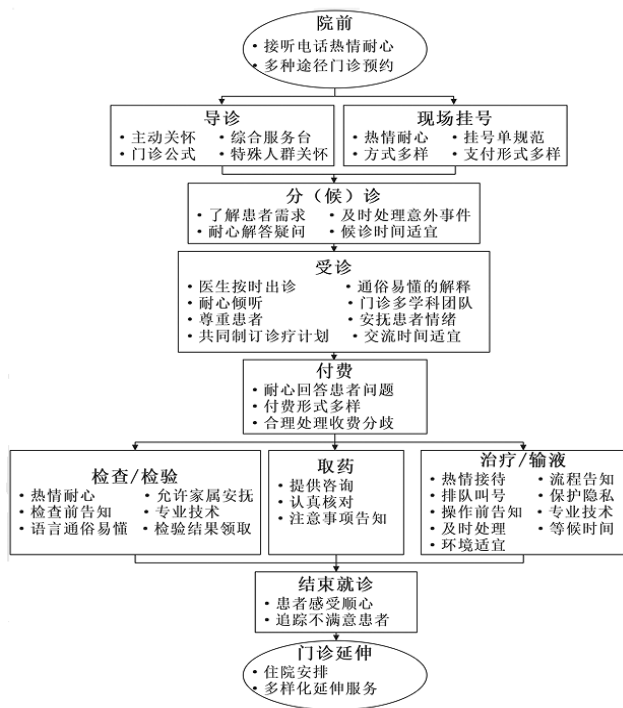 院前
• 接听电话热情耐心
• 多种途径门诊预约
导诊
• 主动关怀 • 综合服务台
• 门诊公式 • 特殊人群关怀
现场挂号
• 热情耐心 • 挂号单规范
• 方式多样 • 支付形式多样
分（候）诊
• 了解患者需求 • 及时处理意外事件
• 耐心解答疑问 • 候诊时间适宜
受诊
• 医生按时出诊 • 通俗易懂的解释
• 耐心倾听 • 门诊多学科团队
• 尊重患者 • 安抚患者情绪
• 共同制订诊疗计划 • 交流时间适宜
付费
• 耐心回答患者问题
• 付费形式多样
• 合理处理收费分歧
检查/检验
• 热情耐心 • 允许家属安抚
• 检查前告知 • 专业技术
• 语言通俗易懂 • 检验结果领取
取药
• 提供咨询
• 认真核对
• 注意事项告知
治疗/输液
• 热情接待 • 流程告知
• 排队叫号 • 保护隐私
• 操作前告知 • 专业技术
• 及时处理 • 等候时间
• 环境适宜
结束就诊
• 患者感受顺心
• 追踪不满意患者
门诊延伸
• 住院安排
• 多样化延伸服务